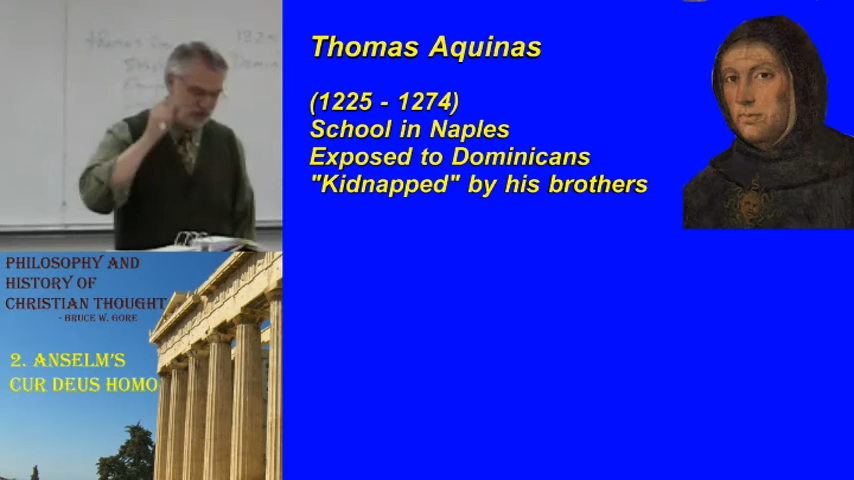 Thomas Aquinas
(1225 - 1274)
School in Naples
Exposed to Dominicans
"Kidnapped" by his brothers
PHILOSOPHY AND
HISTORY OF
CHRISTIAN THOUGHT
- BRUCE W. GORE
2. ANSELM'S
CUR DEUS HOMO